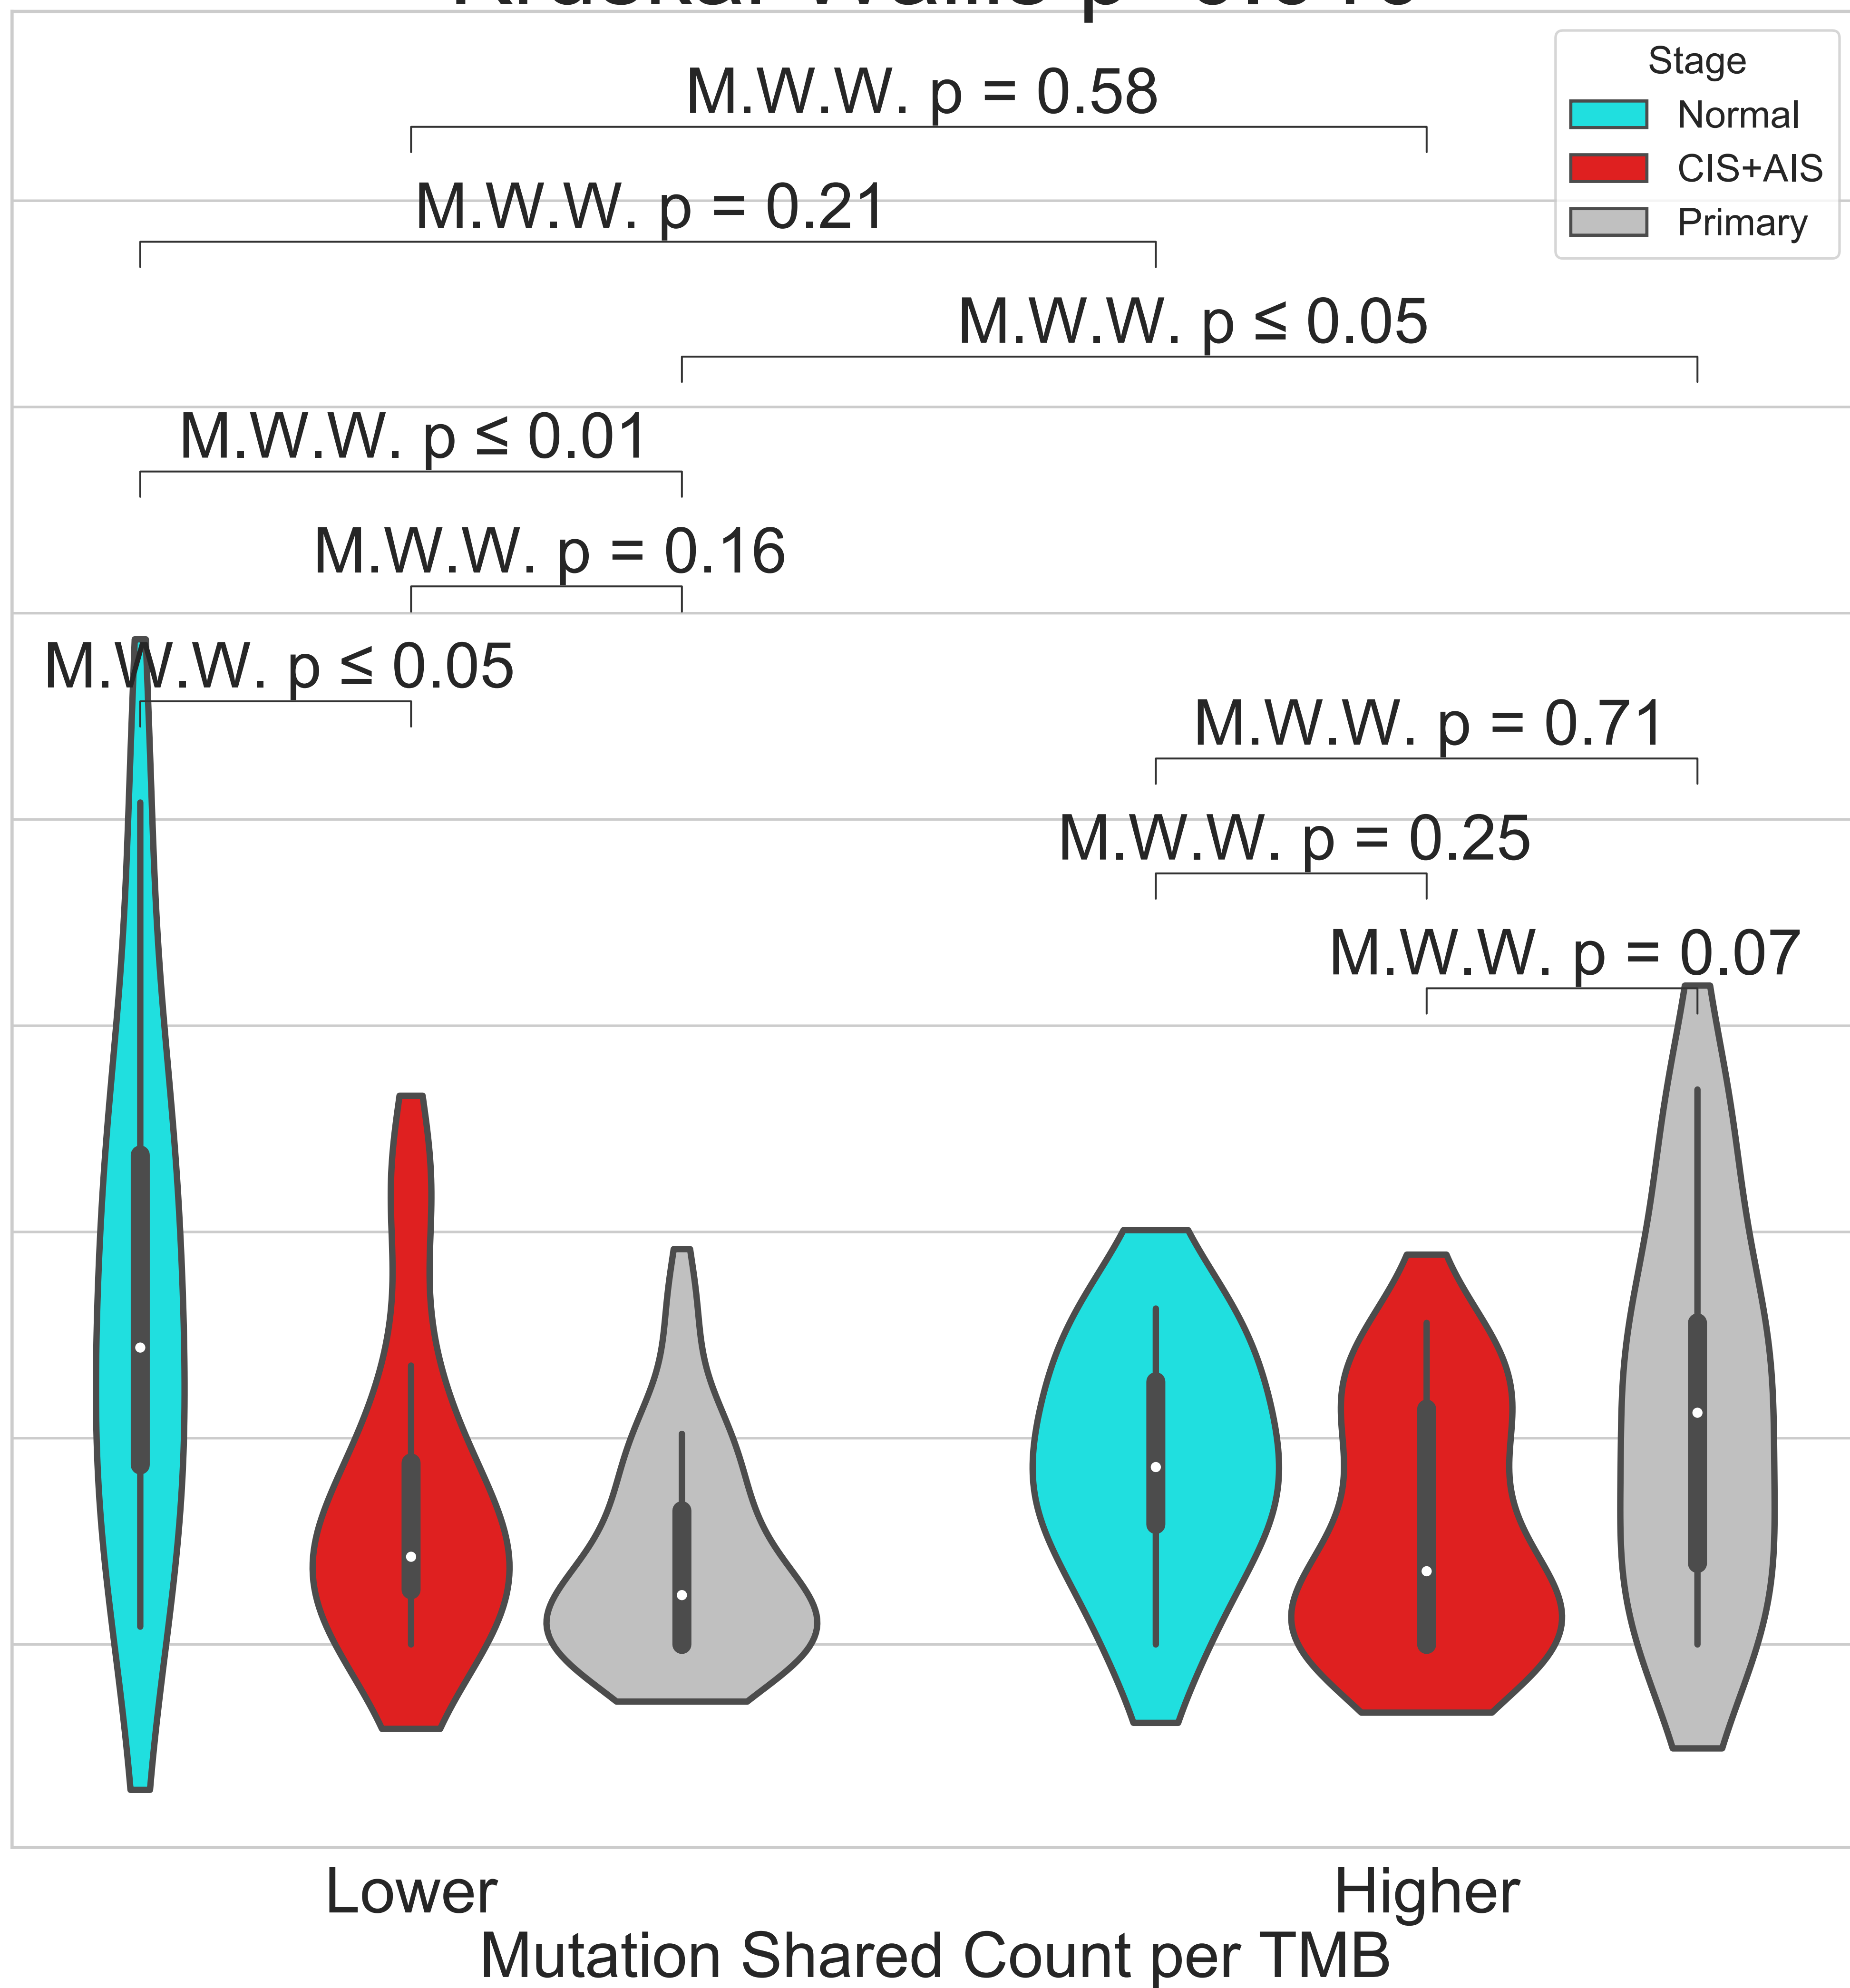 Stage
Normal
CIS+AIS
Primary
M.W.W. p = 0.58
M.W.W. p = 0.21
M.W.W. p ≤ 0.05
M.W.W. p ≤ 0.01
M.W.W. p = 0.16
M.W.W. p ≤ 0.05
M.W.W. p = 0.71
M.W.W. p = 0.25
M.W.W. p = 0.07
Lower
Higher
Mutation Shared Count per TMB